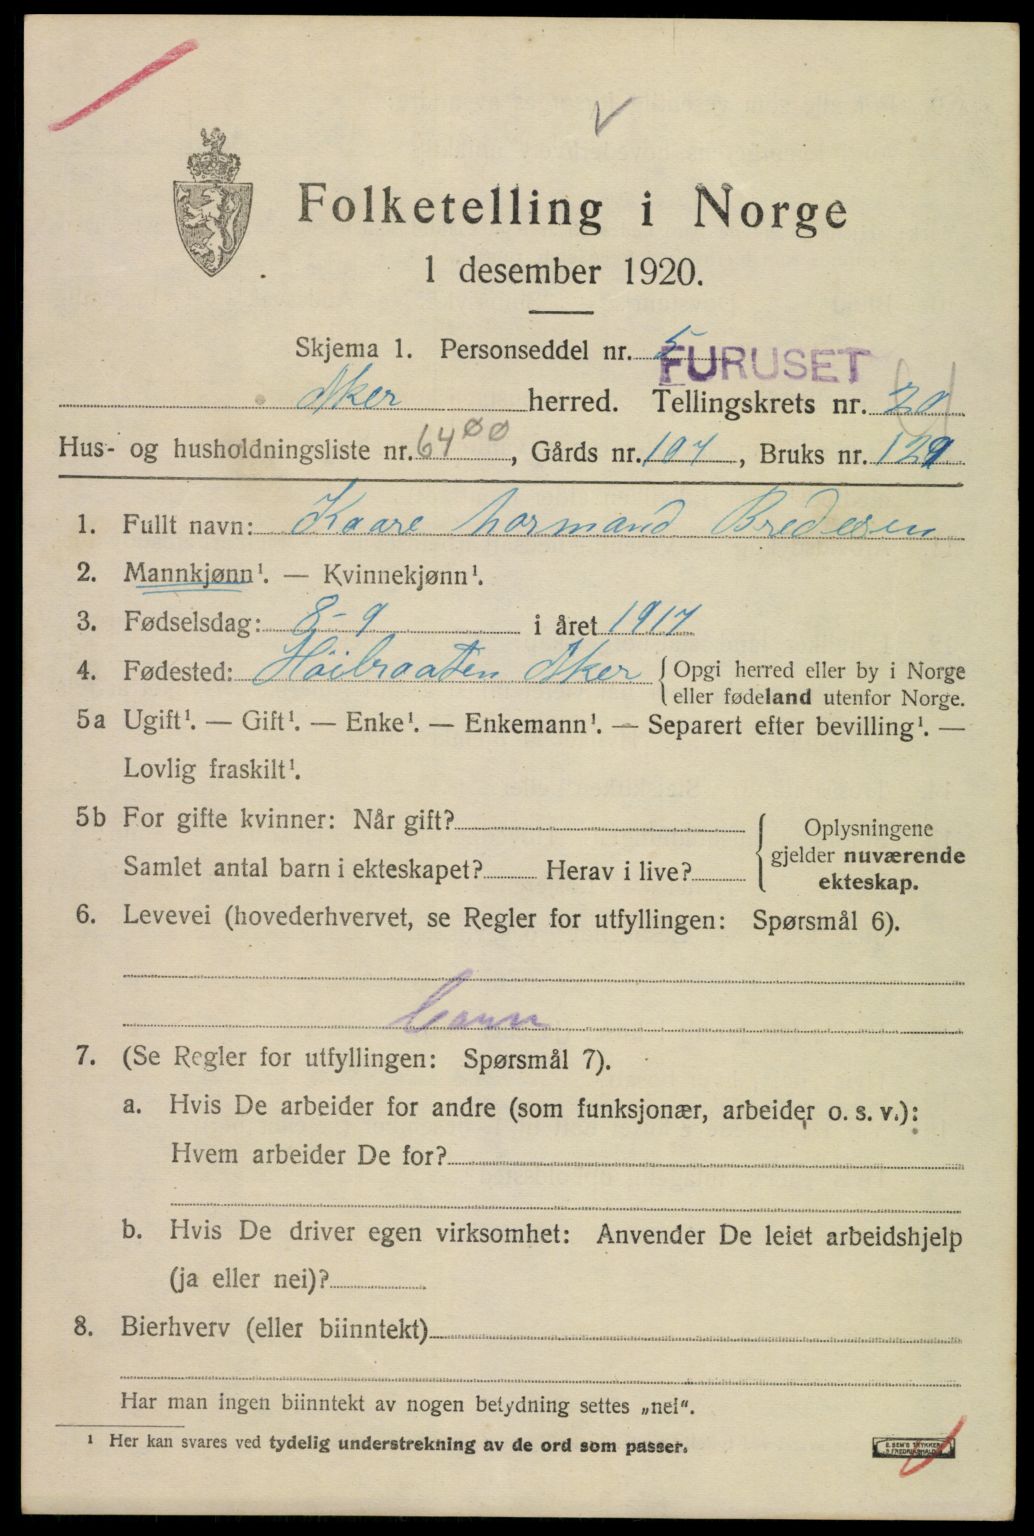 Folketelling i Norge
1 desember 1920.
Skjema 1. Personseddel nr. 5
FURUSET
Aker herred. Tellingskrets nr. 20
Hus- og husholdningsliste nr. 64 00, Gårds nr. 107, Bruks nr. 129
1. Fullt navn: Kaare Normand Bredesen
2. Mannkjønn¹. — Kvinnekjønn¹.
3. Fødselsdag: 8-9 i året 1917
4. Fødested: Høibraaten Aker { Opgi herred eller by i Norge
eller fødeland utenfor Norge.
5a Ugift¹. — Gift¹. — Enke¹. — Enkemann¹. — Separert efter bevilling¹. —
Lovlig fraskilt¹.
5b For gifte kvinner: Når gift?
Samlet antal barn i ekteskapet? Herav i live?
{ Oplysningene
gjelder nuværende
ekteskap.
6. Levevei (hovederhvervet, se Regler for utfyllingen: Spørsmål 6).
7. (Se Regler for utfyllingen: Spørsmål 7).
a. Hvis De arbeider for andre (som funksjonær, arbeider o. s. v.):
Hvem arbeider De for?
b. Hvis De driver egen virksomhet: Anvender De leiet arbeidshjelp
(ja eller nei)?
8. Bierhverv (eller biinntekt)
Har man ingen biinntekt av nogen betydning settes „nei“.
¹ Her kan svares ved tydelig understrekning av de ord som passer.
E. SEM'S TRYKKERI
FREDRIKSHALD